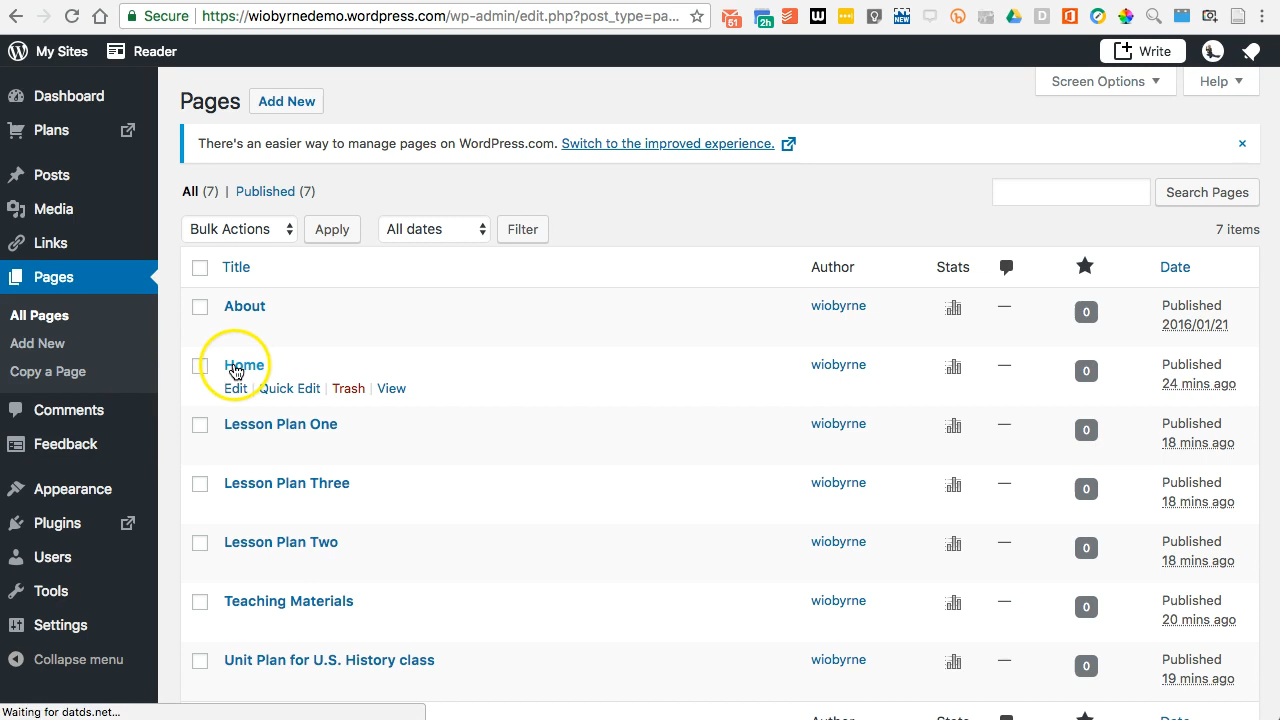 Secure https://wiobyrnedemo.wordpress.com/wp-admin/edit.php?post_type=pa...
51
2h
W
NEW
D
My Sites Reader Write
Dashboard
Plans
Posts
Media
Links
Pages
All Pages
Add New
Copy a Page
Comments
Feedback
Appearance
Plugins
Users
Tools
Settings
Collapse menu
Screen Options Help
Pages Add New
There's an easier way to manage pages on WordPress.com. Switch to the improved experience. ×
All (7) | Published (7)
Search Pages
Bulk Actions Apply All dates Filter 7 items
Title Author Stats Date
About wiobyrne — 0 Published
2016/01/21
Home wiobyrne — 0 Published
Edit | Quick Edit | Trash | View 24 mins ago
Lesson Plan One wiobyrne — 0 Published
18 mins ago
Lesson Plan Three wiobyrne — 0 Published
18 mins ago
Lesson Plan Two wiobyrne — 0 Published
18 mins ago
Teaching Materials wiobyrne — 0 Published
20 mins ago
Unit Plan for U.S. History class wiobyrne — 0 Published
19 mins ago
Author Stats Date
Waiting for datds.net...